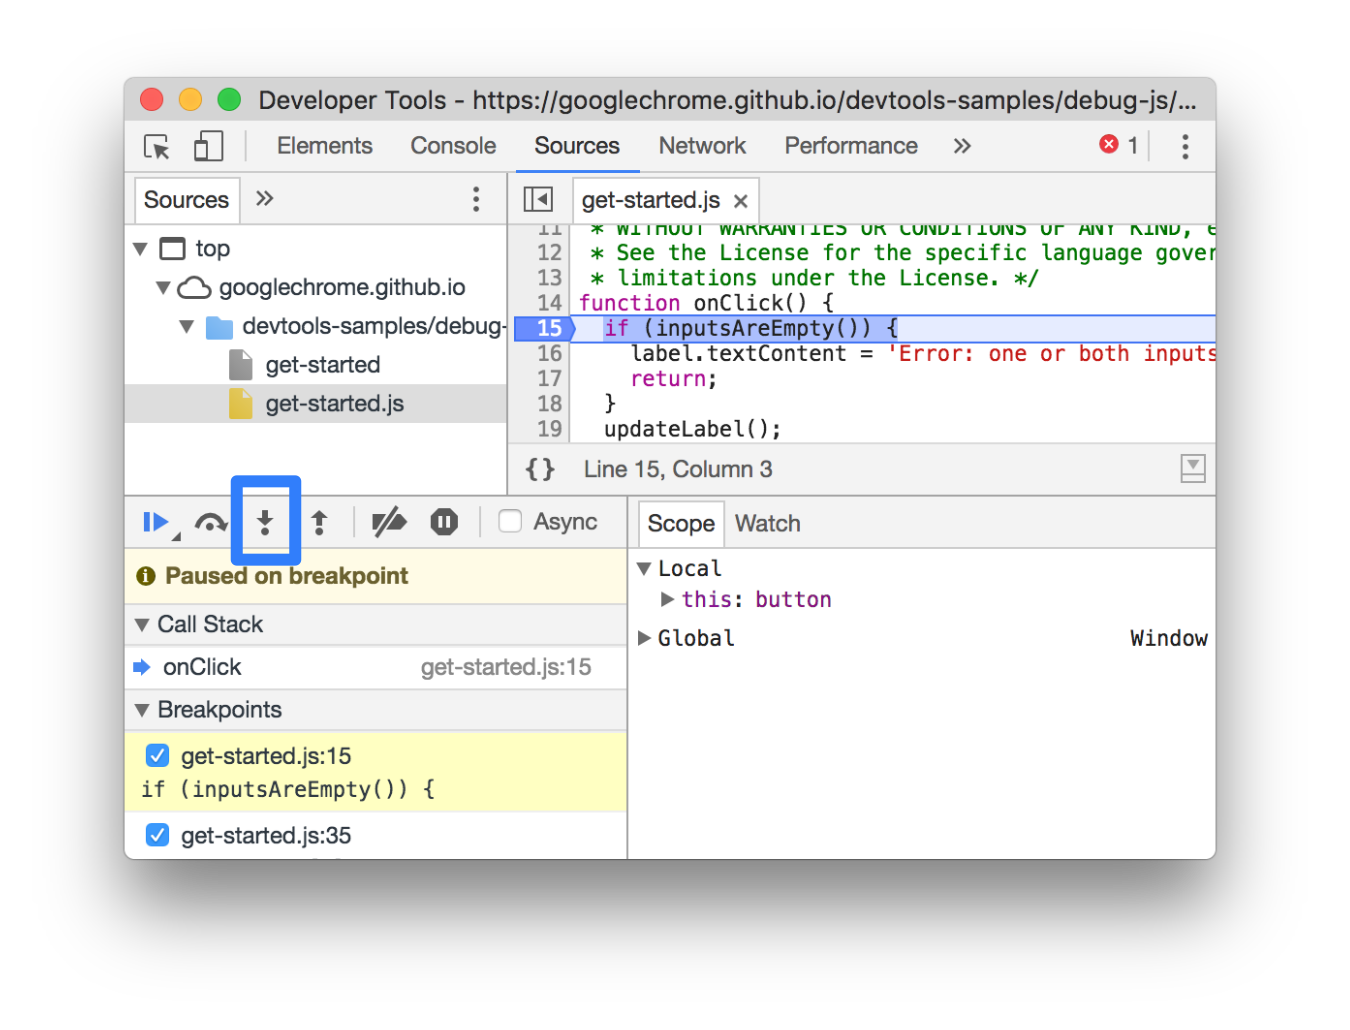 Developer Tools - https://googlechrome.github.io/devtools-samples/debug-js/...
Elements Console Sources Network Performance » 1
Sources »
get-started.js ×
top
googlechrome.github.io
devtools-samples/debug-
get-started
get-started.js
11 * WITHOUT WARRANTIES OR CONDITIONS OF ANY KIND, e
12 * See the License for the specific language gover
13 * limitations under the License. */
14 function onClick() {
15 if (inputsAreEmpty()) {
16 label.textContent = 'Error: one or both inputs
17 return;
18 }
19 updateLabel();
{} Line 15, Column 3
Async
Paused on breakpoint
Call Stack
onClick get-started.js:15
Breakpoints
get-started.js:15
if (inputsAreEmpty()) {
get-started.js:35
Scope Watch
Local
this: button
Global Window